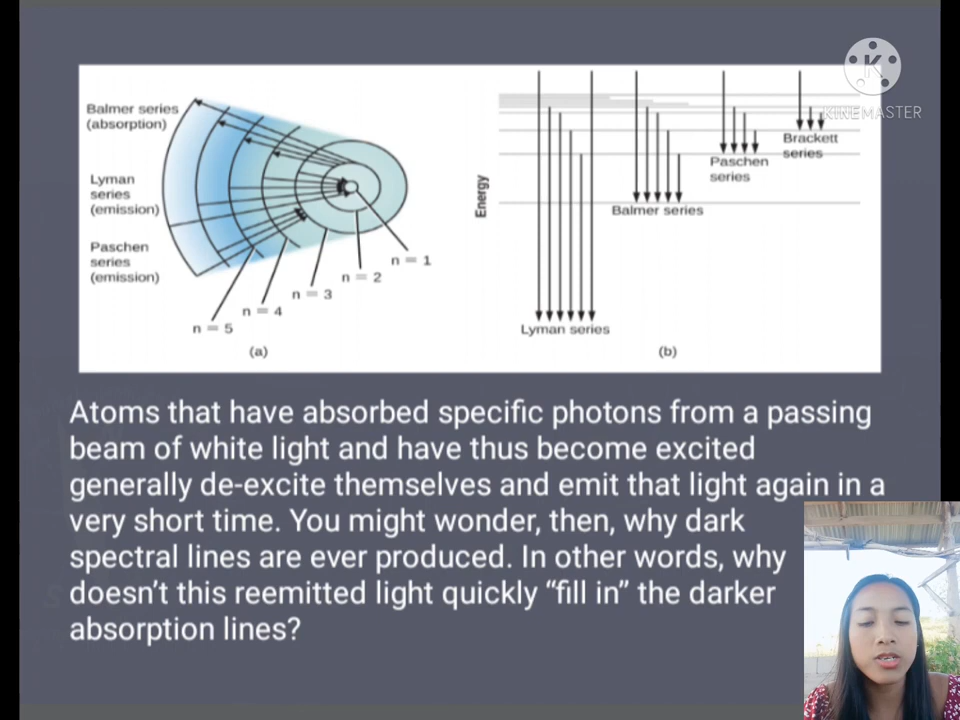 KINEMASTER
Balmer series
(absorption)
Lyman
series
(emission)
Paschen
series
(emission)
n = 1
n = 2
n = 3
n = 4
n = 5
(a)
Energy
Lyman series
Balmer series
Paschen
series
Brackett
series
(b)
Atoms that have absorbed specific photons from a passing
beam of white light and have thus become excited
generally de-excite themselves and emit that light again in a
very short time. You might wonder, then, why dark
spectral lines are ever produced. In other words, why
doesn’t this reemitted light quickly “fill in” the darker
absorption lines?